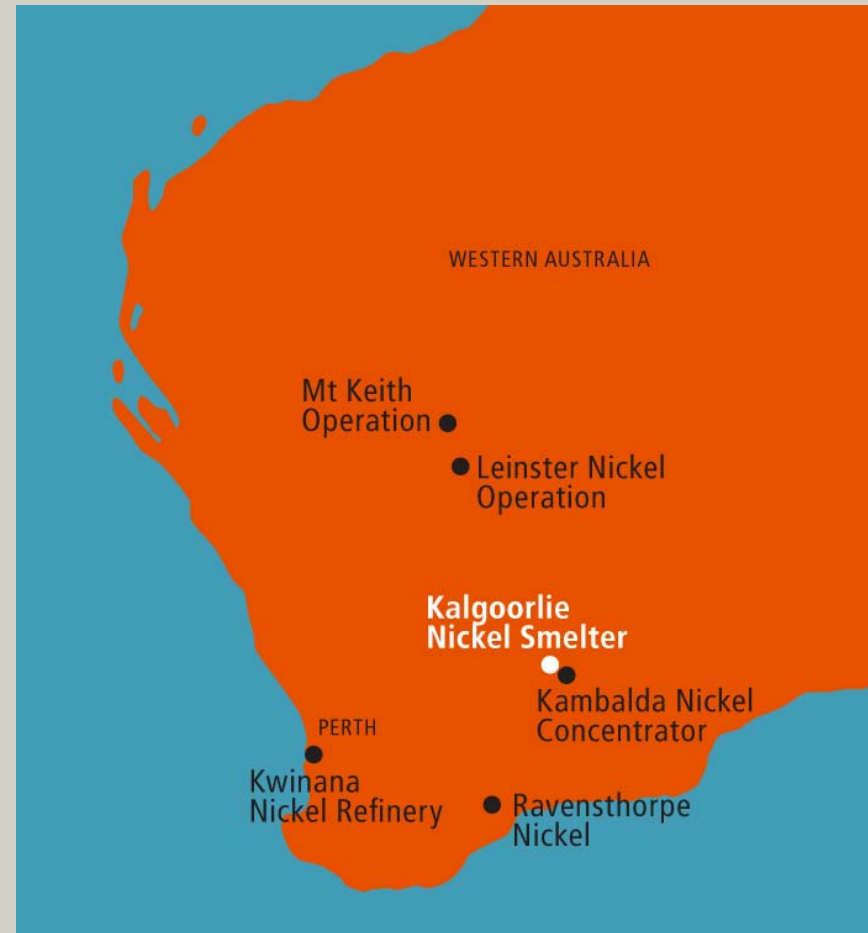 WESTERN AUSTRALIA
Mt Keith
Operation
Leinster Nickel
Operation
Kalgoorlie
Nickel Smelter
Kambalda Nickel
Concentrator
PERTH
Kwinana
Nickel Refinery
Ravensthorpe
Nickel